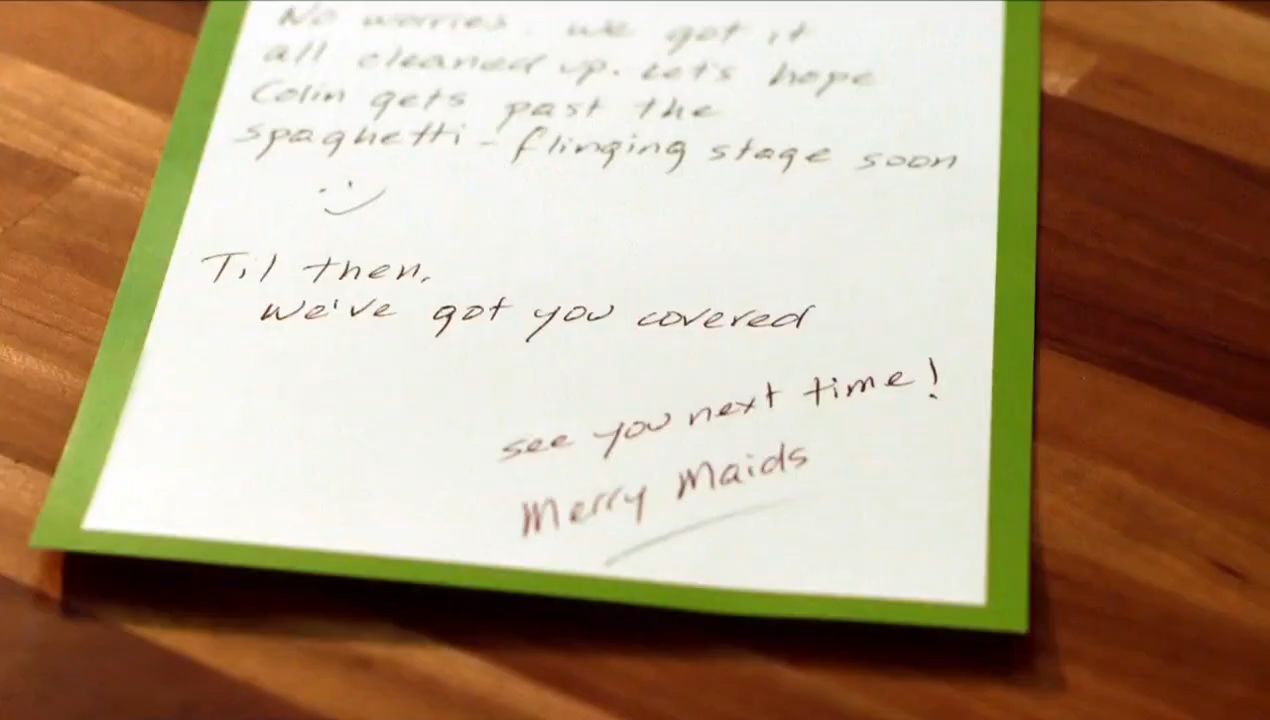 No worries. we got it
all cleaned up. Let's hope
Colin gets past the
spaghetti - flinging stage soon
:)
Til then,
we've got you covered
see you next time!
Merry Maids